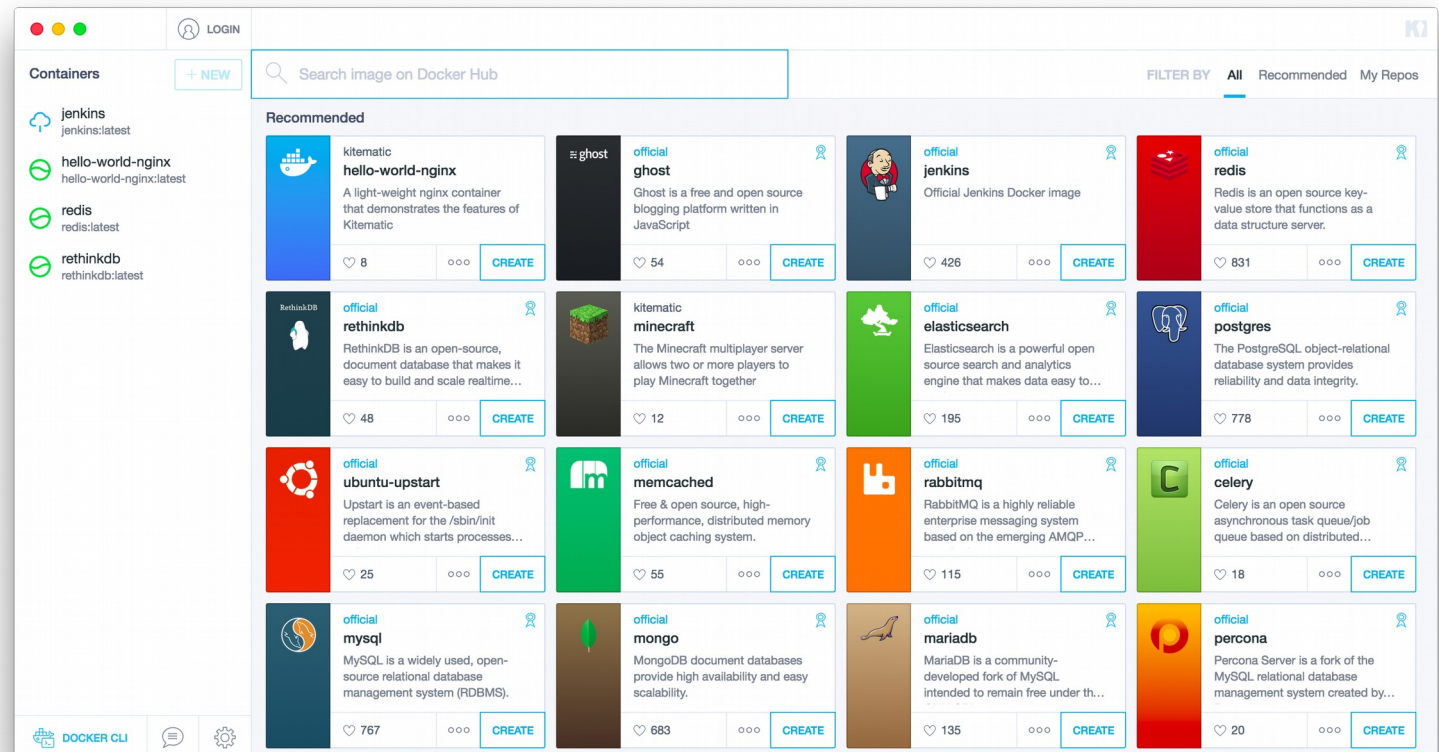 LOGIN
Containers
+ NEW
jenkins
jenkins:latest
hello-world-nginx
hello-world-nginx:latest
redis
redis:latest
rethinkdb
rethinkdb:latest
DOCKER CLI
Search image on Docker Hub
FILTER BY All Recommended My Repos
Recommended
kitematic
hello-world-nginx
A light-weight nginx container
that demonstrates the features of
Kitematic
8
CREATE
ghost
official
ghost
Ghost is a free and open source
blogging platform written in
JavaScript
54
CREATE
official
jenkins
Official Jenkins Docker image
426
CREATE
official
redis
Redis is an open source key-
value store that functions as a
data structure server.
831
CREATE
RethinkDB
official
rethinkdb
RethinkDB is an open-source,
document database that makes it
easy to build and scale realtime...
48
CREATE
kitematic
minecraft
The Minecraft multiplayer server
allows two or more players to
play Minecraft together
12
CREATE
official
elasticsearch
Elasticsearch is a powerful open
source search and analytics
engine that makes data easy to...
195
CREATE
official
postgres
The PostgreSQL object-relational
database system provides
reliability and data integrity.
778
CREATE
official
ubuntu-upstart
Upstart is an event-based
replacement for the /sbin/init
daemon which starts processes...
25
CREATE
m
official
memcached
Free & open source, high-
performance, distributed memory
object caching system.
55
CREATE
official
rabbitmq
RabbitMQ is a highly reliable
enterprise messaging system
based on the emerging AMQP...
115
CREATE
C
official
celery
Celery is an open source
asynchronous task queue/job
queue based on distributed...
18
CREATE
official
mysql
MySQL is a widely used, open-
source relational database
management system (RDBMS).
767
CREATE
official
mongo
MongoDB document databases
provide high availability and easy
scalability.
683
CREATE
official
mariadb
MariaDB is a community-
developed fork of MySQL
intended to remain free under th...
135
CREATE
official
percona
Percona Server is a fork of the
MySQL relational database
management system created by...
20
CREATE